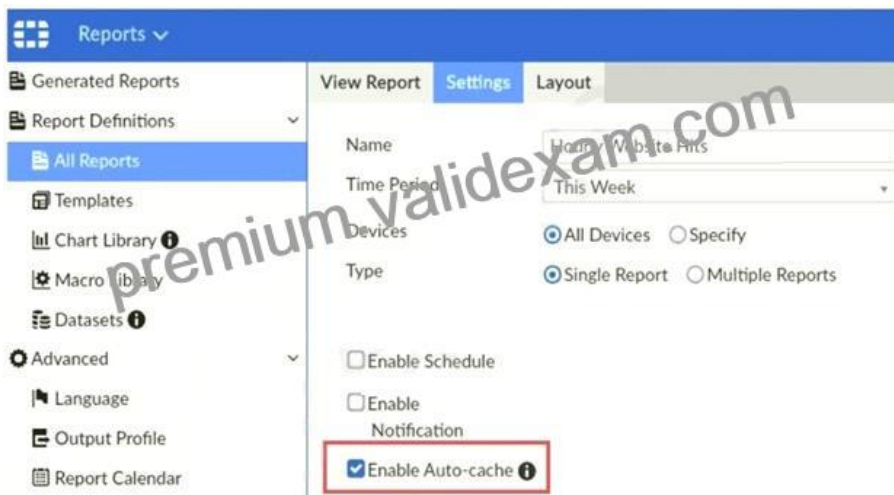 Reports
Generated Reports
View Report Settings Layout
Report Definitions
Name Hourly Website Hits
All Reports
Time Period This Week
Templates
Devices All Devices Specify
Chart Library
Type Single Report Multiple Reports
Macro Library
Datasets
Advanced
Enable Schedule
Language
Enable
Notification
Output Profile
Enable Auto-cache
Report Calendar
premium.validexam.com